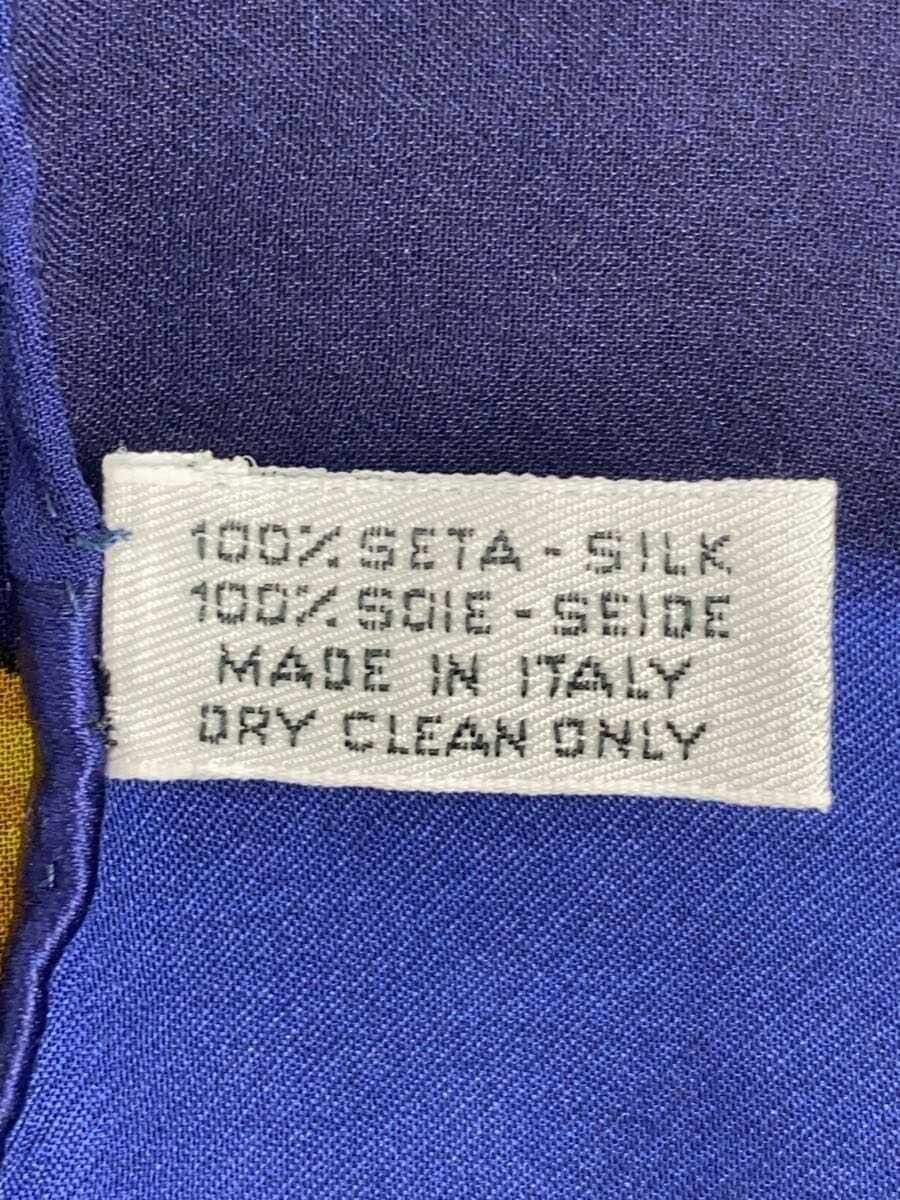 100% SETA - SILK
100% SOIE - SEIDE
MADE IN ITALY
DRY CLEAN ONLY